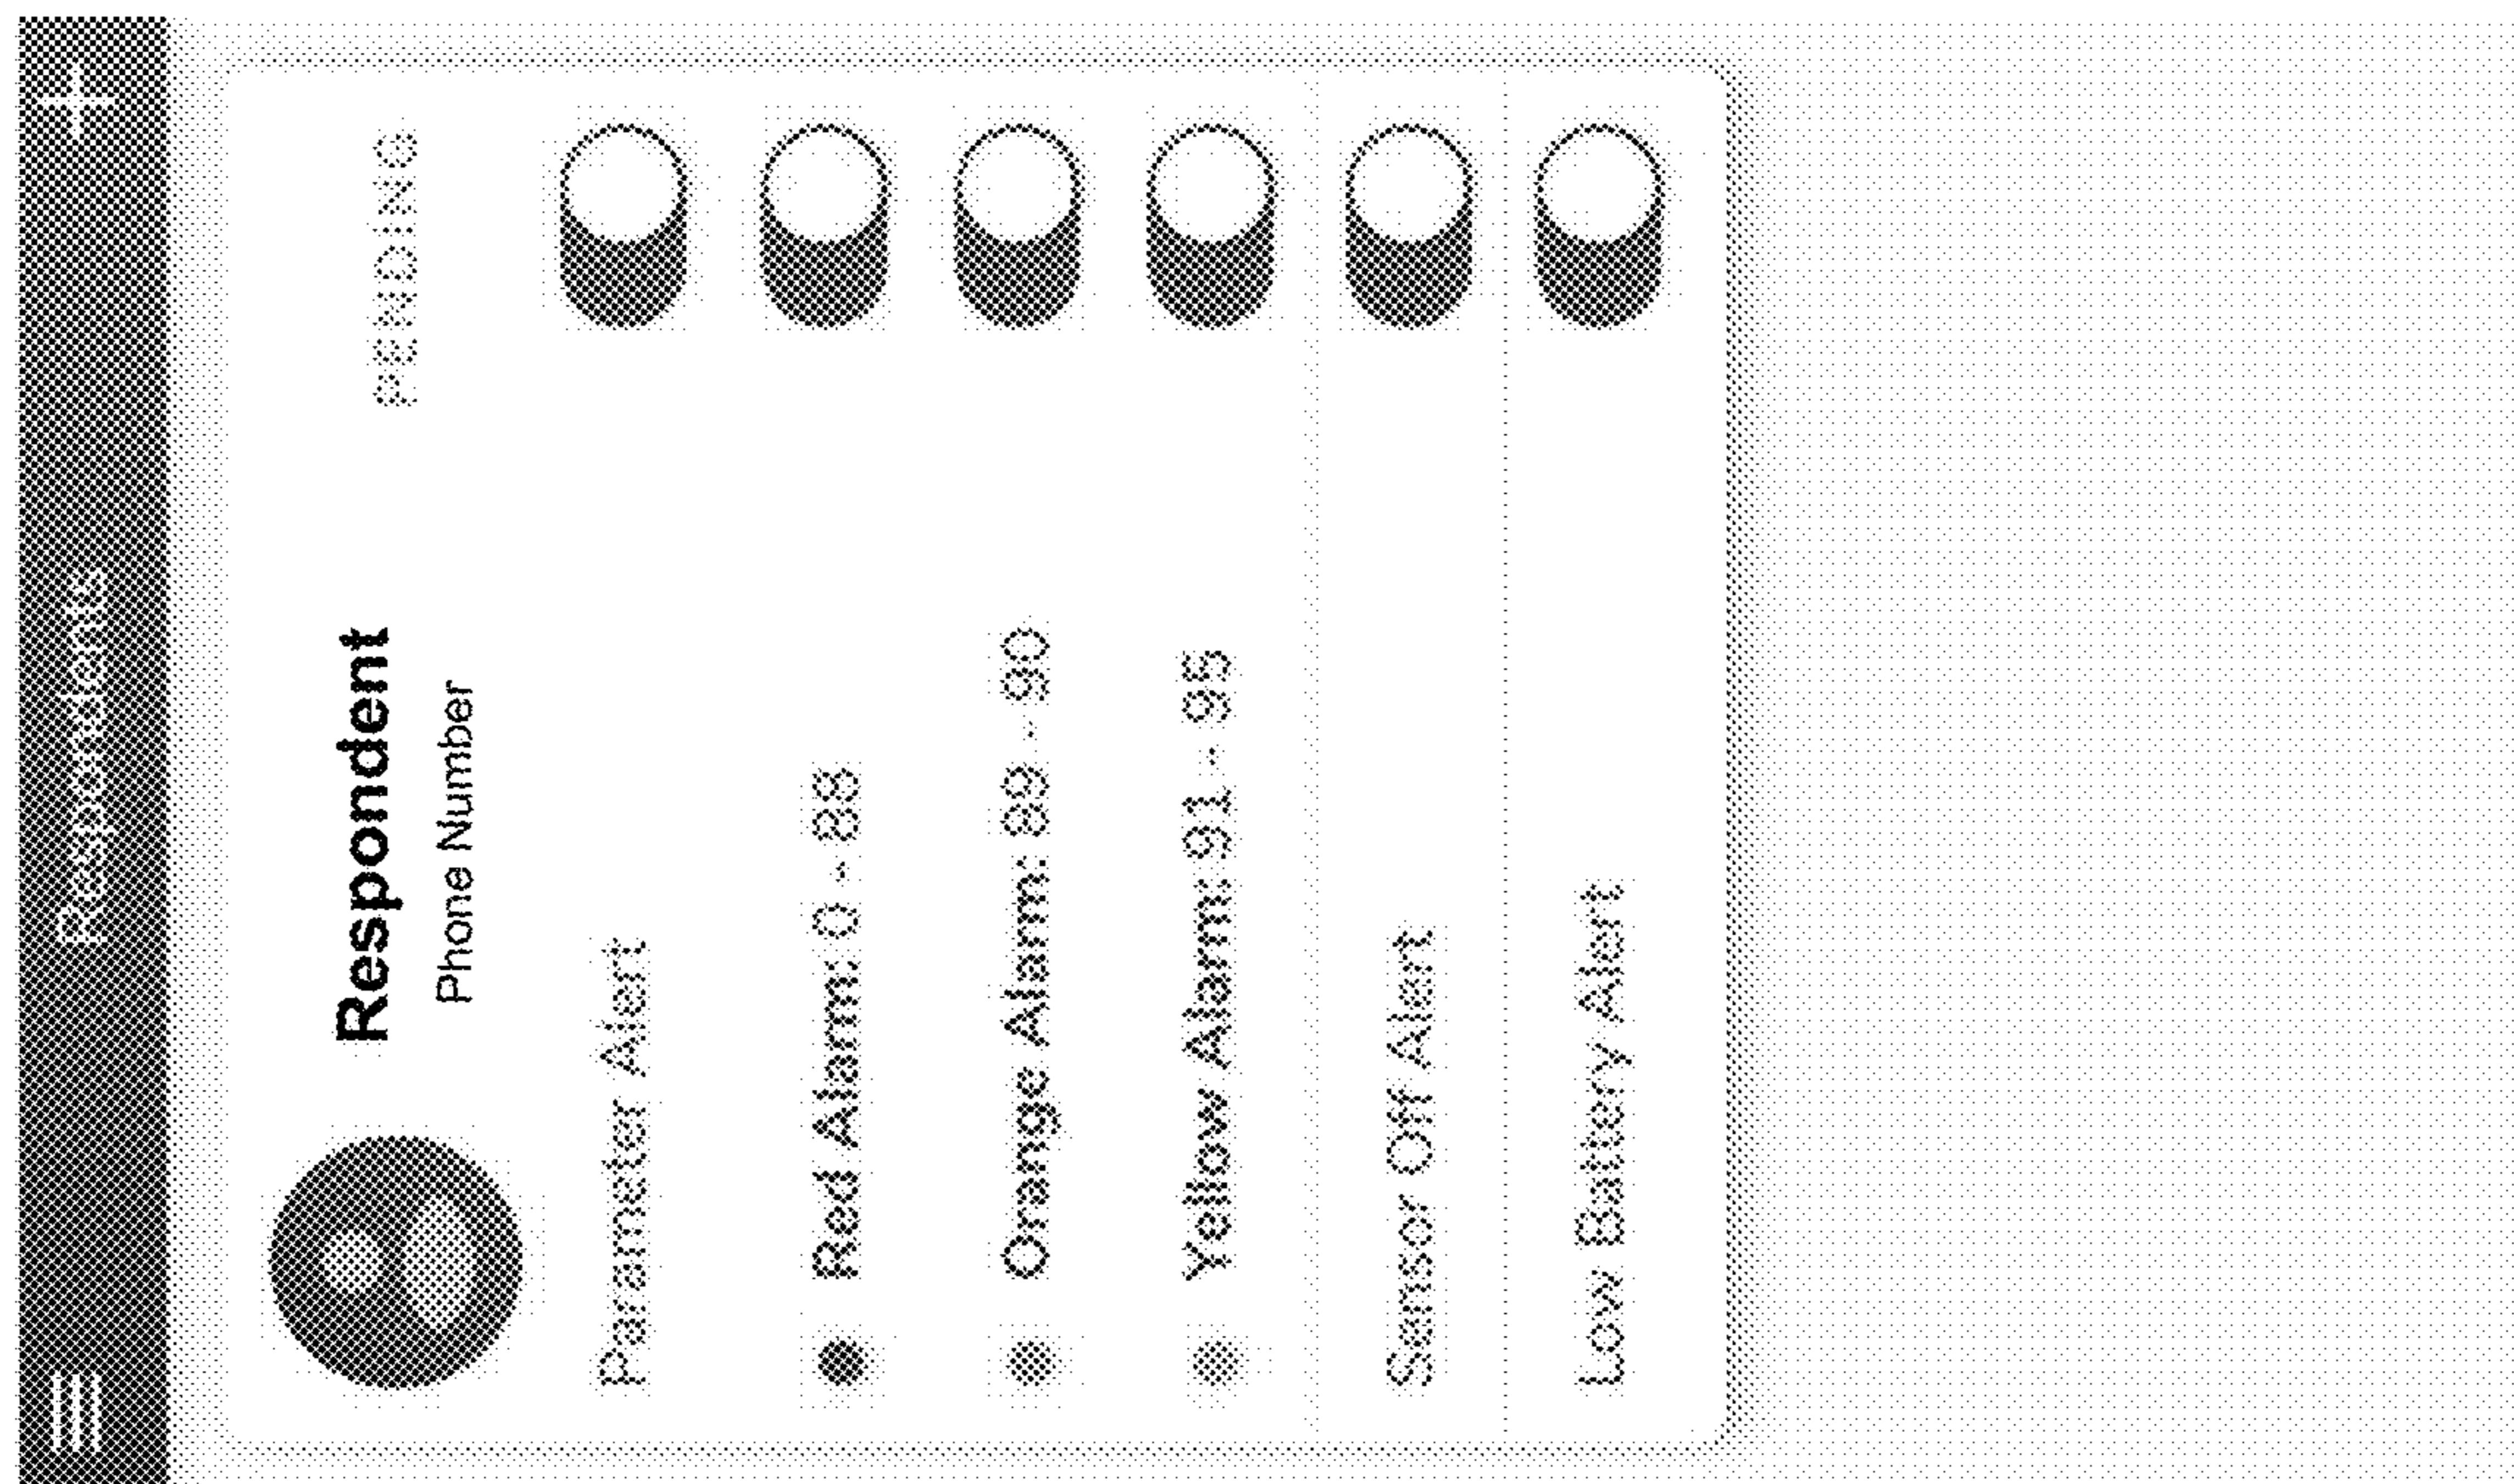 Respondents
Respondent
PENDING
Phone Number
Parameter Alert
Red Alarm: 0 - 88
Orange Alarm: 89 - 90
Yellow Alarm: 91 - 95
Sensor Off Alert
Low Battery Alert